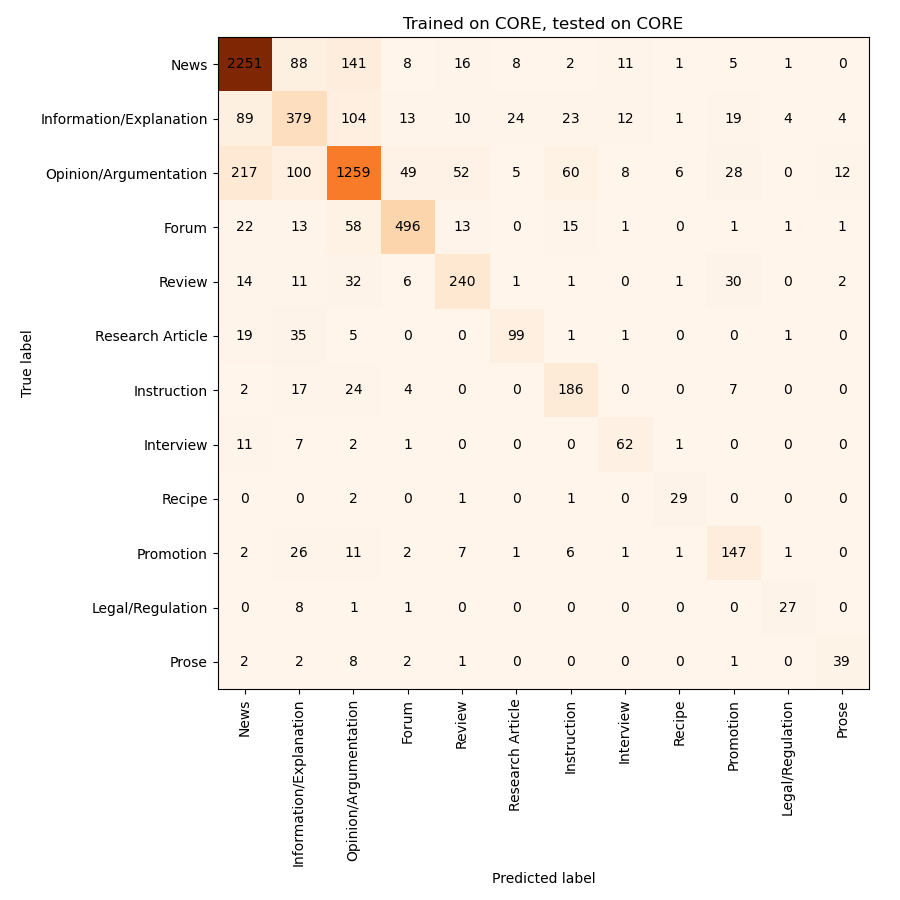 Trained on CORE, tested on CORE
True label
News 2251 88 141 8 16 8 2 11 1 5 1 0
Information/Explanation 89 379 104 13 10 24 23 12 1 19 4 4
Opinion/Argumentation 217 100 1259 49 52 5 60 8 6 28 0 12
Forum 22 13 58 496 13 0 15 1 0 1 1 1
Review 14 11 32 6 240 1 1 0 1 30 0 2
Research Article 19 35 5 0 0 99 1 1 0 0 1 0
Instruction 2 17 24 4 0 0 186 0 0 7 0 0
Interview 11 7 2 1 0 0 0 62 1 0 0 0
Recipe 0 0 2 0 1 0 1 0 29 0 0 0
Promotion 2 26 11 2 7 1 6 1 1 147 1 0
Legal/Regulation 0 8 1 1 0 0 0 0 0 0 27 0
Prose 2 2 8 2 1 0 0 0 0 1 0 39
News
Information/Explanation
Opinion/Argumentation
Forum
Review
Research Article
Instruction
Interview
Recipe
Promotion
Legal/Regulation
Prose
Predicted label